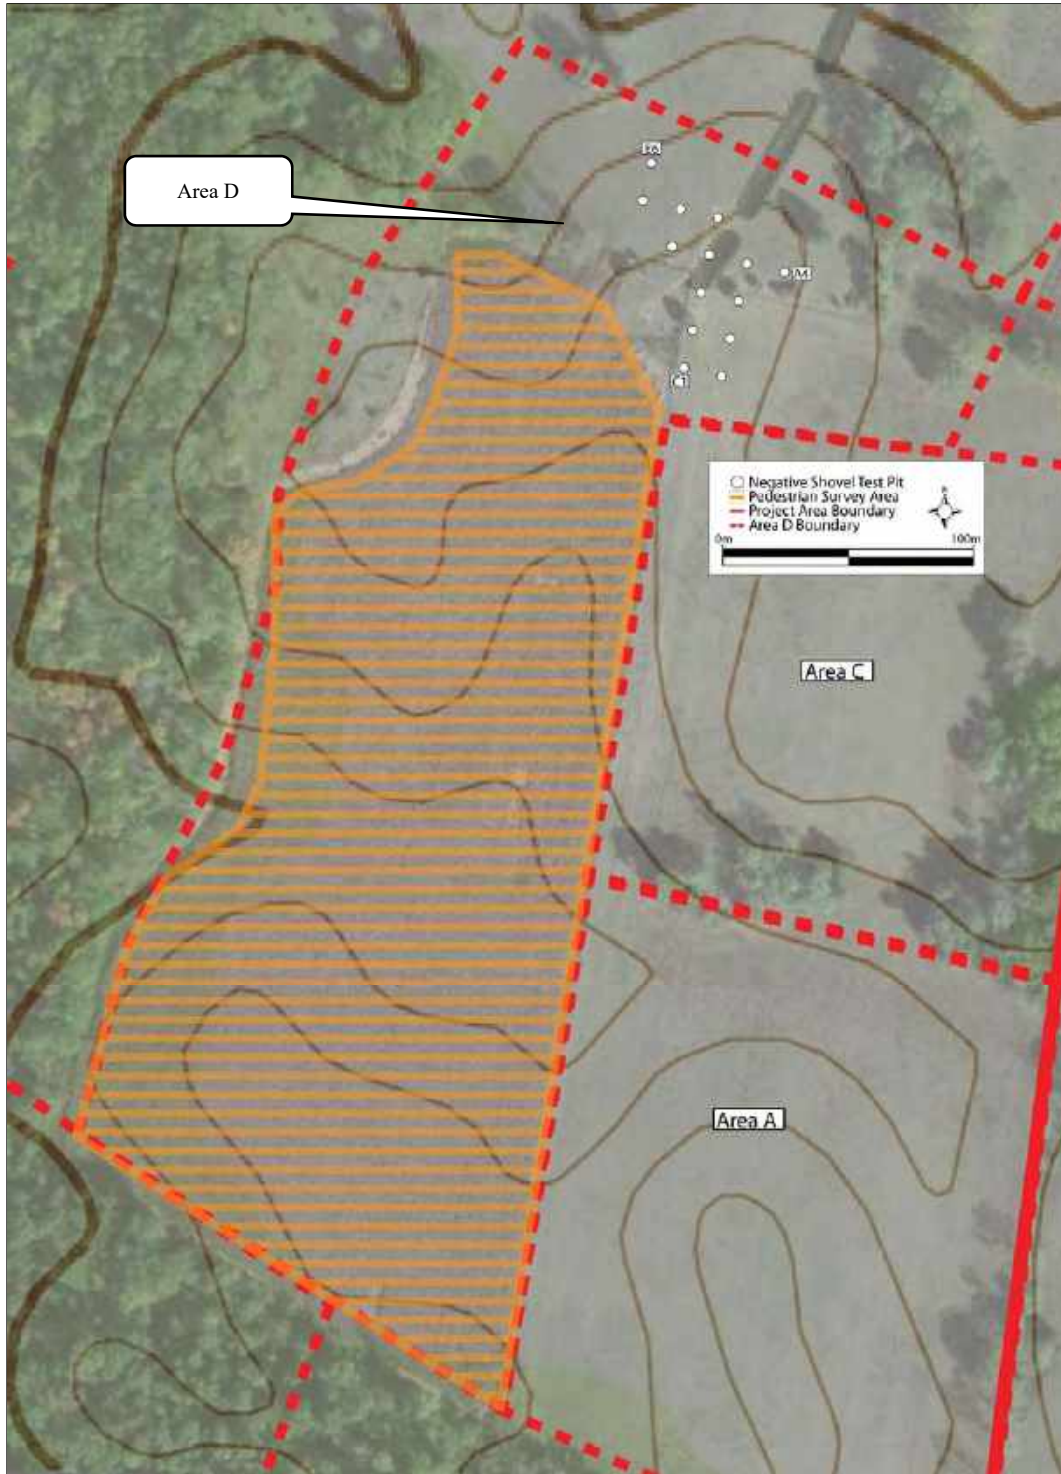 Area D
M
Negative Shovel Test Pit
Pedestrian Survey Area
Project Area Boundary
Area D Boundary
0m 100m
Area C
Area A